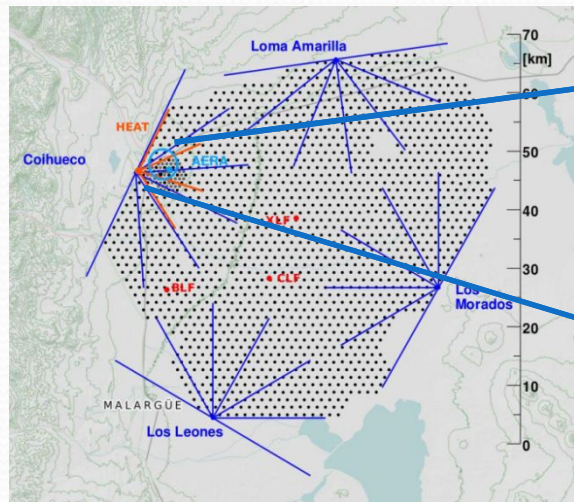 Loma Amarilla
70
[km]
60
HEAT
Coihueco
AERA
50
40
XLF
30
CLF
BLF
Los
Morados
20
MALARGÜE
10
Los Leones
0